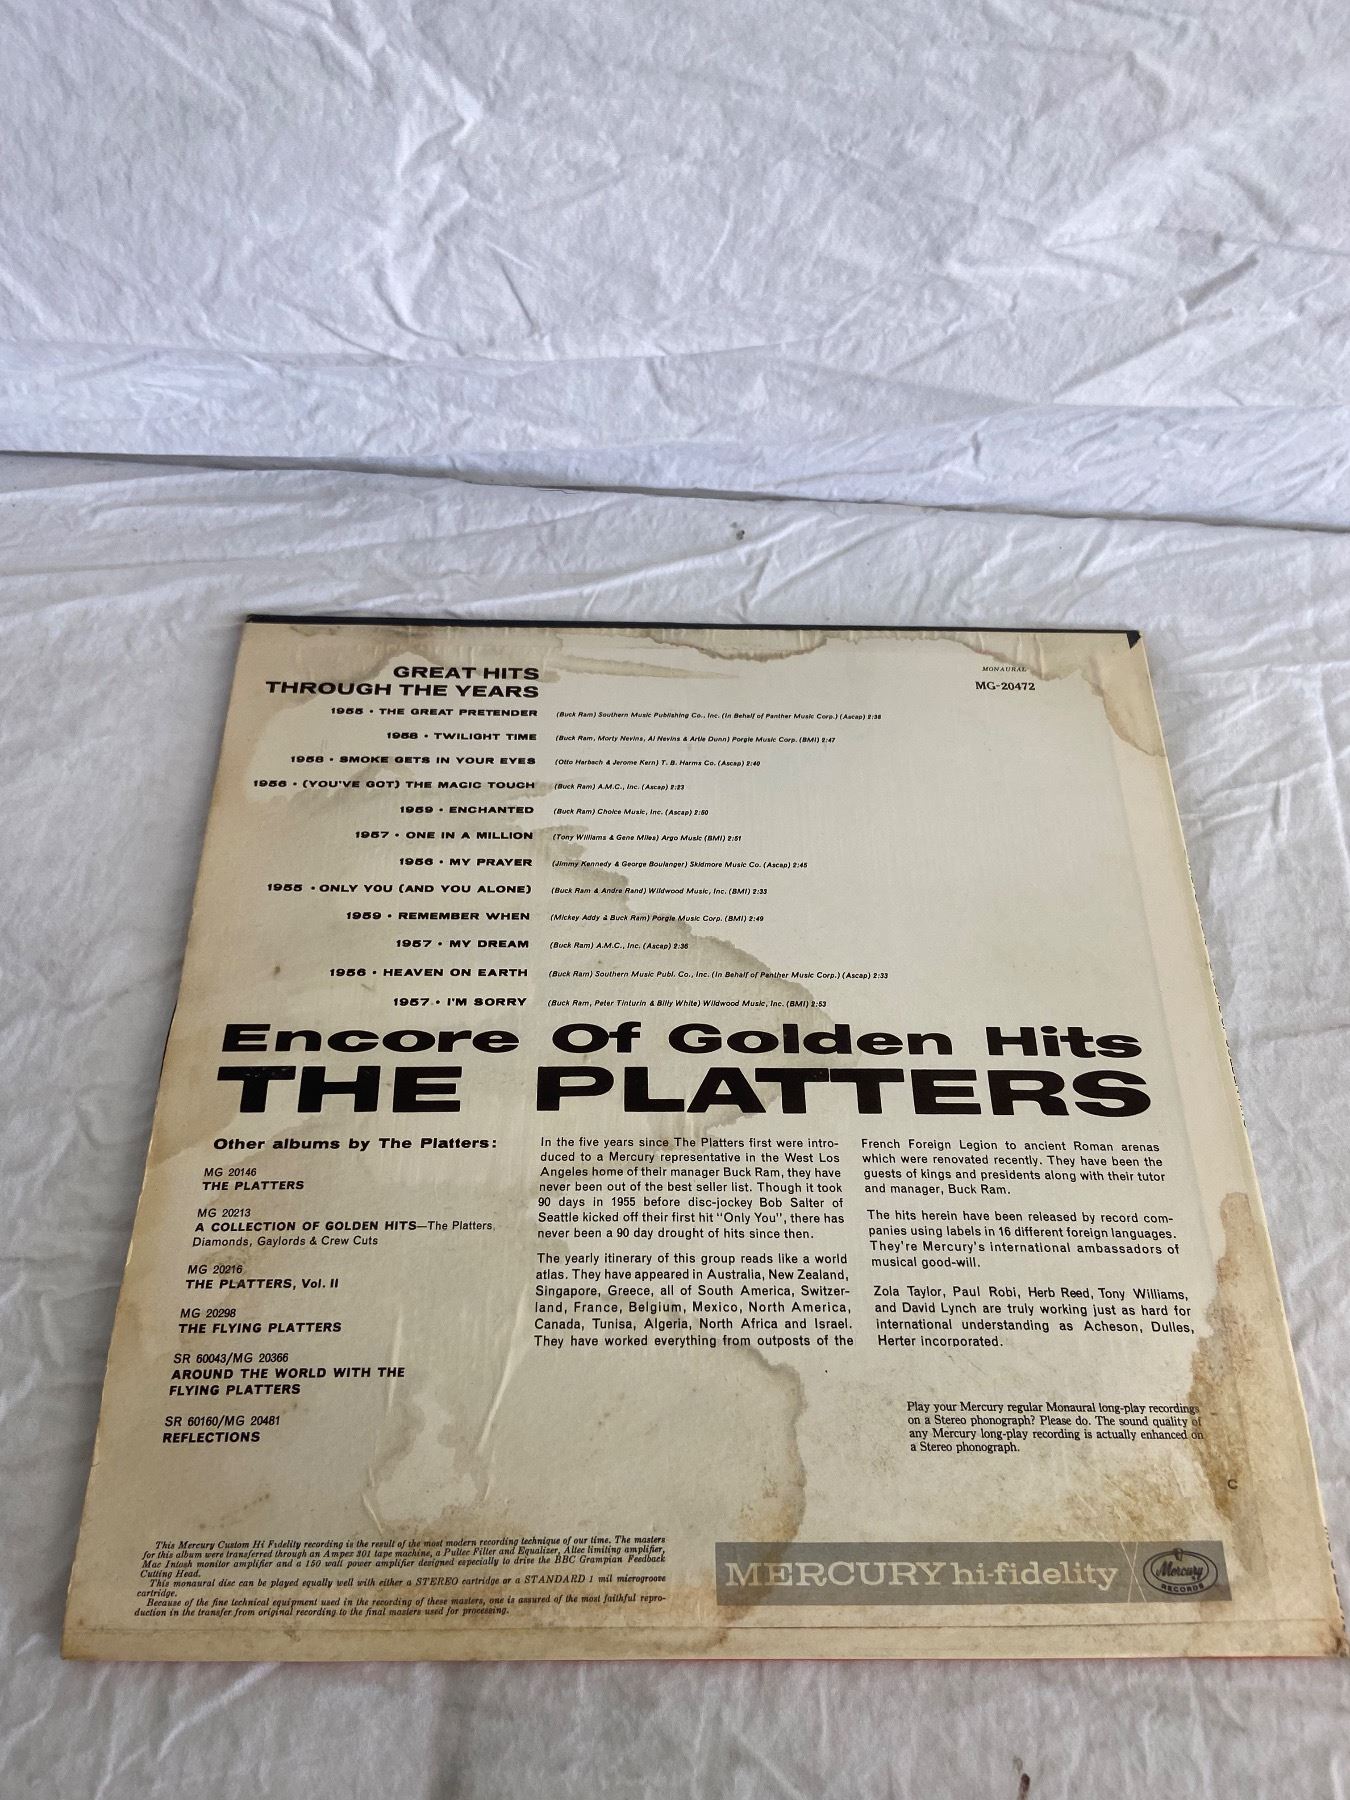 GREAT HITS
THROUGH THE YEARS
MONAURAL
MG-20472
1955 • THE GREAT PRETENDER (Buck Ram) Southern Music Publishing Co., Inc. (In Behalf of Panther Music Corp.) (Ascap) 2:36
1958 • TWILIGHT TIME (Buck Ram, Morty Nevins, Al Nevins & Artie Dunn) Porgie Music Corp. (BMI) 2:47
1958 • SMOKE GETS IN YOUR EYES (Otto Harbach & Jerome Kern) T. B. Harms Co. (Ascap) 2:40
1956 • (YOU'VE GOT) THE MAGIC TOUCH (Buck Ram) A.M.C., Inc. (Ascap) 2:23
1959 • ENCHANTED (Buck Ram) Choice Music, Inc. (Ascap) 2:50
1957 • ONE IN A MILLION (Tony Williams & Gene Miles) Argo Music (BMI) 2:51
1956 • MY PRAYER (Jimmy Kennedy & George Boulanger) Skidmore Music Co. (Ascap) 2:45
1955 • ONLY YOU (AND YOU ALONE) (Buck Ram & Andre Rand) Wildwood Music, Inc. (BMI) 2:33
1959 • REMEMBER WHEN (Mickey Addy & Buck Ram) Porgie Music Corp. (BMI) 2:49
1957 • MY DREAM (Buck Ram) A.M.C., Inc. (Ascap) 2:36
1956 • HEAVEN ON EARTH (Buck Ram) Southern Music Publ. Co., Inc. (In Behalf of Panther Music Corp.) (Ascap) 2:33
1957 • I'M SORRY (Buck Ram, Peter Tinturin & Billy White) Wildwood Music, Inc. (BMI) 2:53
Encore Of Golden Hits
THE PLATTERS
Other albums by The Platters:
MG 20146
THE PLATTERS
MG 20213
A COLLECTION OF GOLDEN HITS—The Platters,
Diamonds, Gaylords & Crew Cuts
MG 20216
THE PLATTERS, Vol. II
MG 20298
THE FLYING PLATTERS
SR 60043/MG 20366
AROUND THE WORLD WITH THE
FLYING PLATTERS
SR 60160/MG 20481
REFLECTIONS
In the five years since The Platters first were intro-
duced to a Mercury representative in the West Los
Angeles home of their manager Buck Ram, they have
never been out of the best seller list. Though it took
90 days in 1955 before disc-jockey Bob Salter of
Seattle kicked off their first hit "Only You", there has
never been a 90 day drought of hits since then.
The yearly itinerary of this group reads like a world
atlas. They have appeared in Australia, New Zealand,
Singapore, Greece, all of South America, Switzer-
land, France, Belgium, Mexico, North America,
Canada, Tunisa, Algeria, North Africa and Israel.
They have worked everything from outposts of the
French Foreign Legion to ancient Roman arenas
which were renovated recently. They have been the
guests of kings and presidents along with their tutor
and manager, Buck Ram.
The hits herein have been released by record com-
panies using labels in 16 different foreign languages.
They're Mercury's international ambassadors of
musical good-will.
Zola Taylor, Paul Robi, Herb Reed, Tony Williams,
and David Lynch are truly working just as hard for
international understanding as Acheson, Dulles,
Herter incorporated.
Play your Mercury regular Monaural long-play recordings
on a Stereo phonograph? Please do. The sound quality of
any Mercury long-play recording is actually enhanced on
a Stereo phonograph.
C
This Mercury Custom Hi Fidelity recording is the result of the most modern recording technique of our time. The masters
for this album were transferred through an Ampex 301 tape machine, a Pultec Filter and Equalizer, Altec limiting amplifier,
Mac Intosh monitor amplifier and a 150 watt power amplifier designed especially to drive the BBC Grampian Feedback
Cutting Head.
This monaural disc can be played equally well with either a STEREO cartridge or a STANDARD 1 mil microgroove
cartridge.
Because of the fine technical equipment used in the recording of these masters, one is assured of the most faithful repro-
duction in the transfer from original recording to the final masters used for processing.
MERCURY hi-fidelity
Mercury
RECORDS